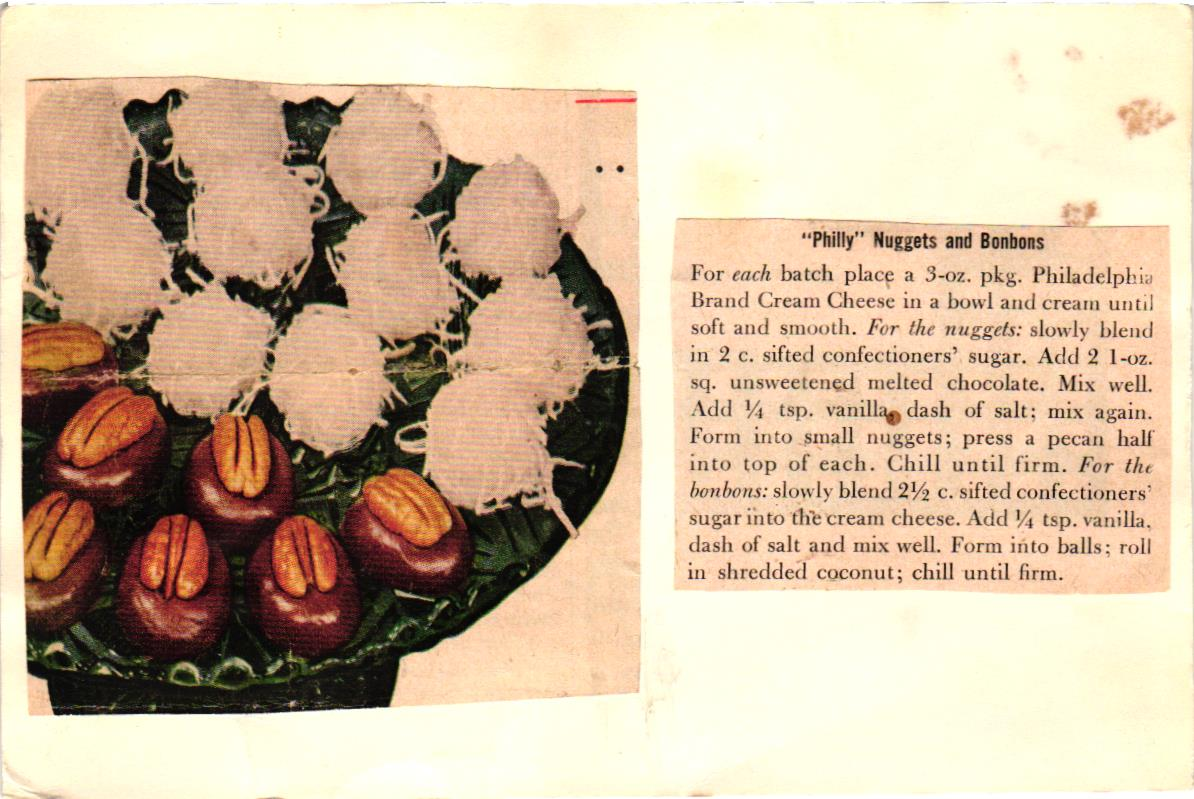 "Philly" Nuggets and Bonbons
For each batch place a 3-oz. pkg. Philadelphia
Brand Cream Cheese in a bowl and cream until
soft and smooth. For the nuggets: slowly blend
in 2 c. sifted confectioners' sugar. Add 2 1-oz.
sq. unsweetened melted chocolate. Mix well.
Add ¼ tsp. vanilla, dash of salt; mix again.
Form into small nuggets; press a pecan half
into top of each. Chill until firm. For the
bonbons: slowly blend 2½ c. sifted confectioners'
sugar into the cream cheese. Add ¼ tsp. vanilla,
dash of salt and mix well. Form into balls; roll
in shredded coconut; chill until firm.